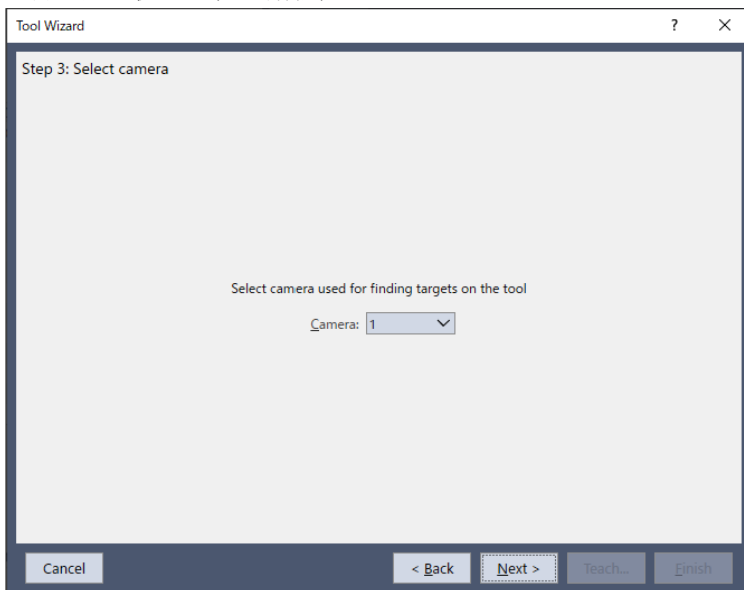 Tool Wizard
?
Step 3: Select camera
Select camera used for finding targets on the tool
Camera: 1
Cancel
< Back
Next >
Teach...
Finish